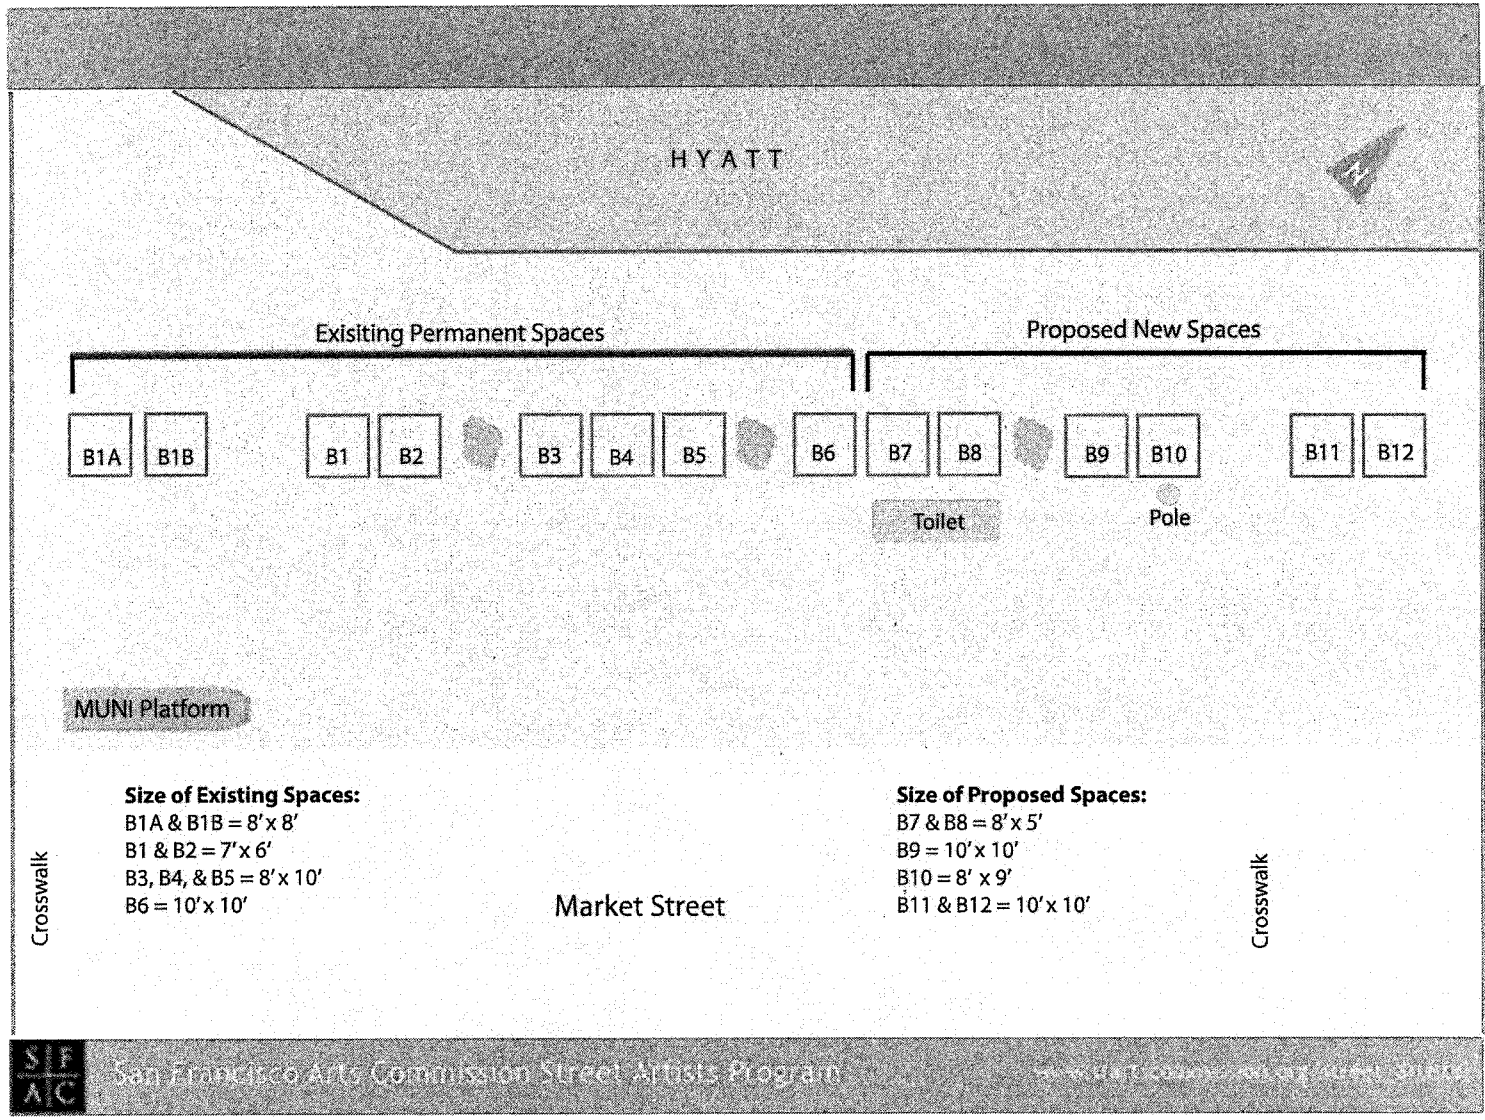 HYATT
N
Exisiting Permanent Spaces
Proposed New Spaces
B1A B1B B1 B2 B3 B4 B5 B6 B7 B8 B9 B10 B11 B12
Toilet
Pole
MUNI Platform
Size of Existing Spaces:
B1A & B1B = 8' x 8'
B1 & B2 = 7' x 6'
B3, B4, & B5 = 8' x 10'
B6 = 10' x 10'
Size of Proposed Spaces:
B7 & B8 = 8' x 5'
B9 = 10' x 10'
B10 = 8' x 9'
B11 & B12 = 10' x 10'
Crosswalk
Market Street
Crosswalk
S F
A C
San Francisco Arts Commission Street Artists Program